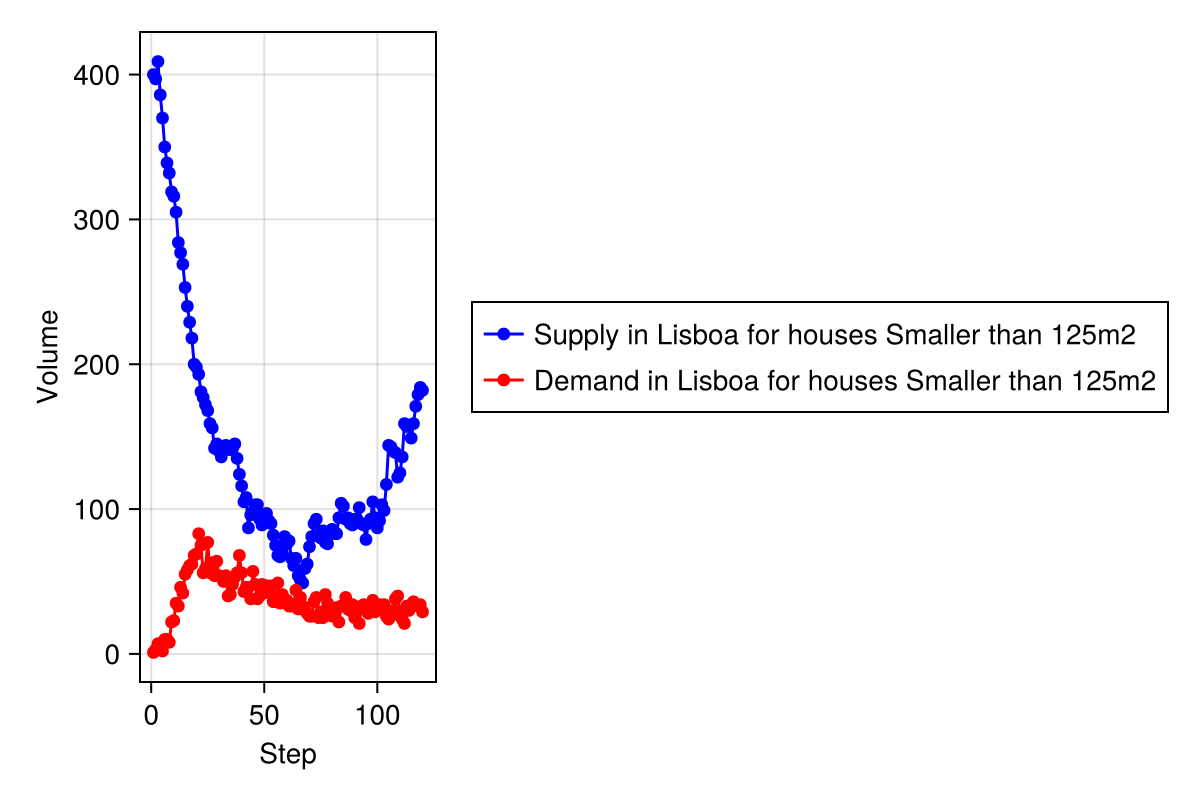 400
300
200
100
0
Volume
0 50 100
Step
Supply in Lisboa for houses Smaller than 125m2
Demand in Lisboa for houses Smaller than 125m2